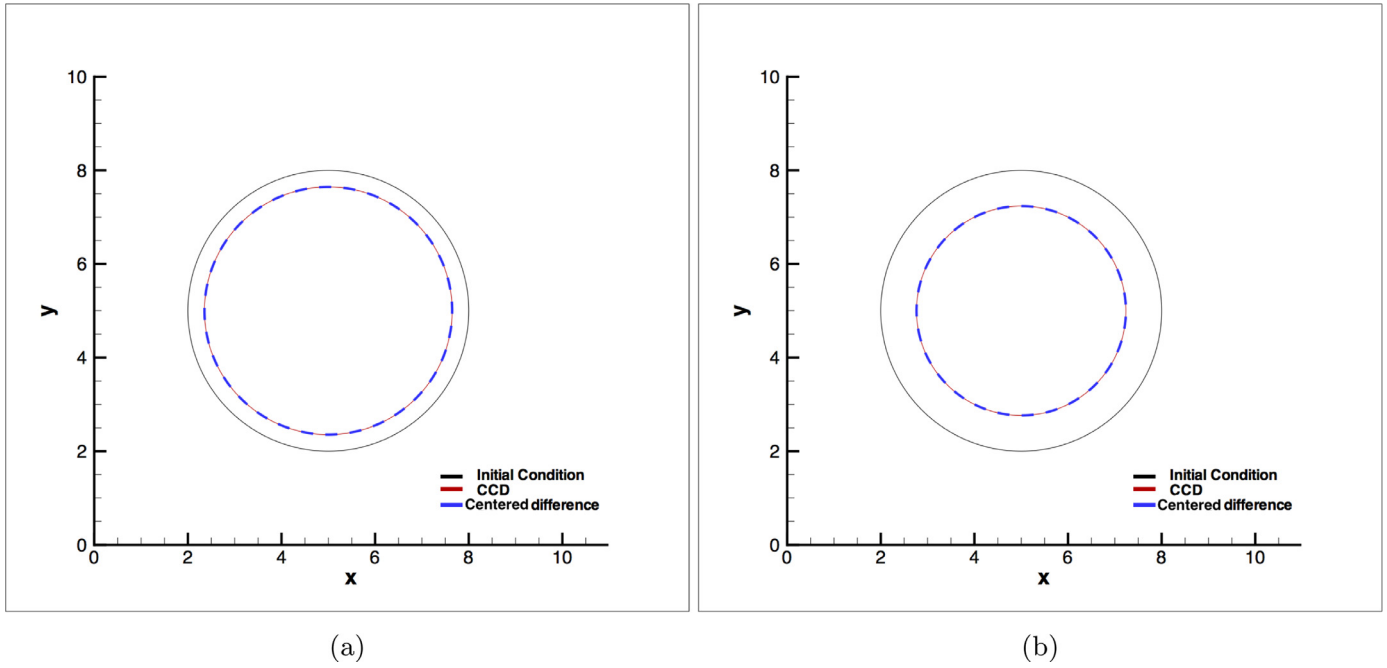 10
8
6
y
4
2
Initial Condition
CCD
Centered difference
0
0 2 4 6 8 10
x
(a)
10
8
6
y
4
2
Initial Condition
CCD
Centered difference
0
0 2 4 6 8 10
x
(b)